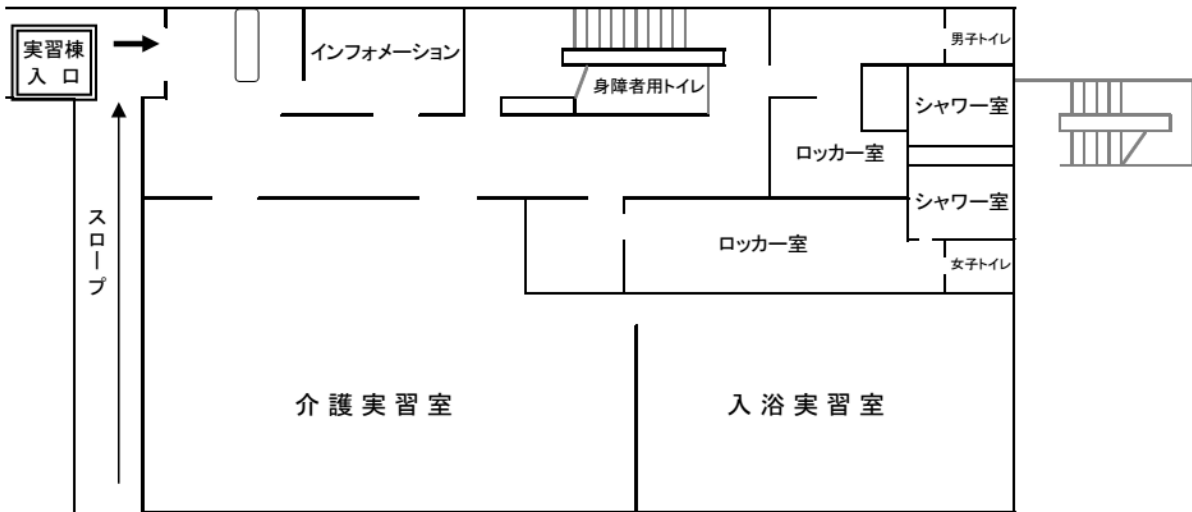 実習棟
入 口
インフォメーション
身障者用トイレ
男子トイレ
シャワー室
ロッカー室
シャワー室
ロッカー室
女子トイレ
スロープ
介護実習室
入浴実習室